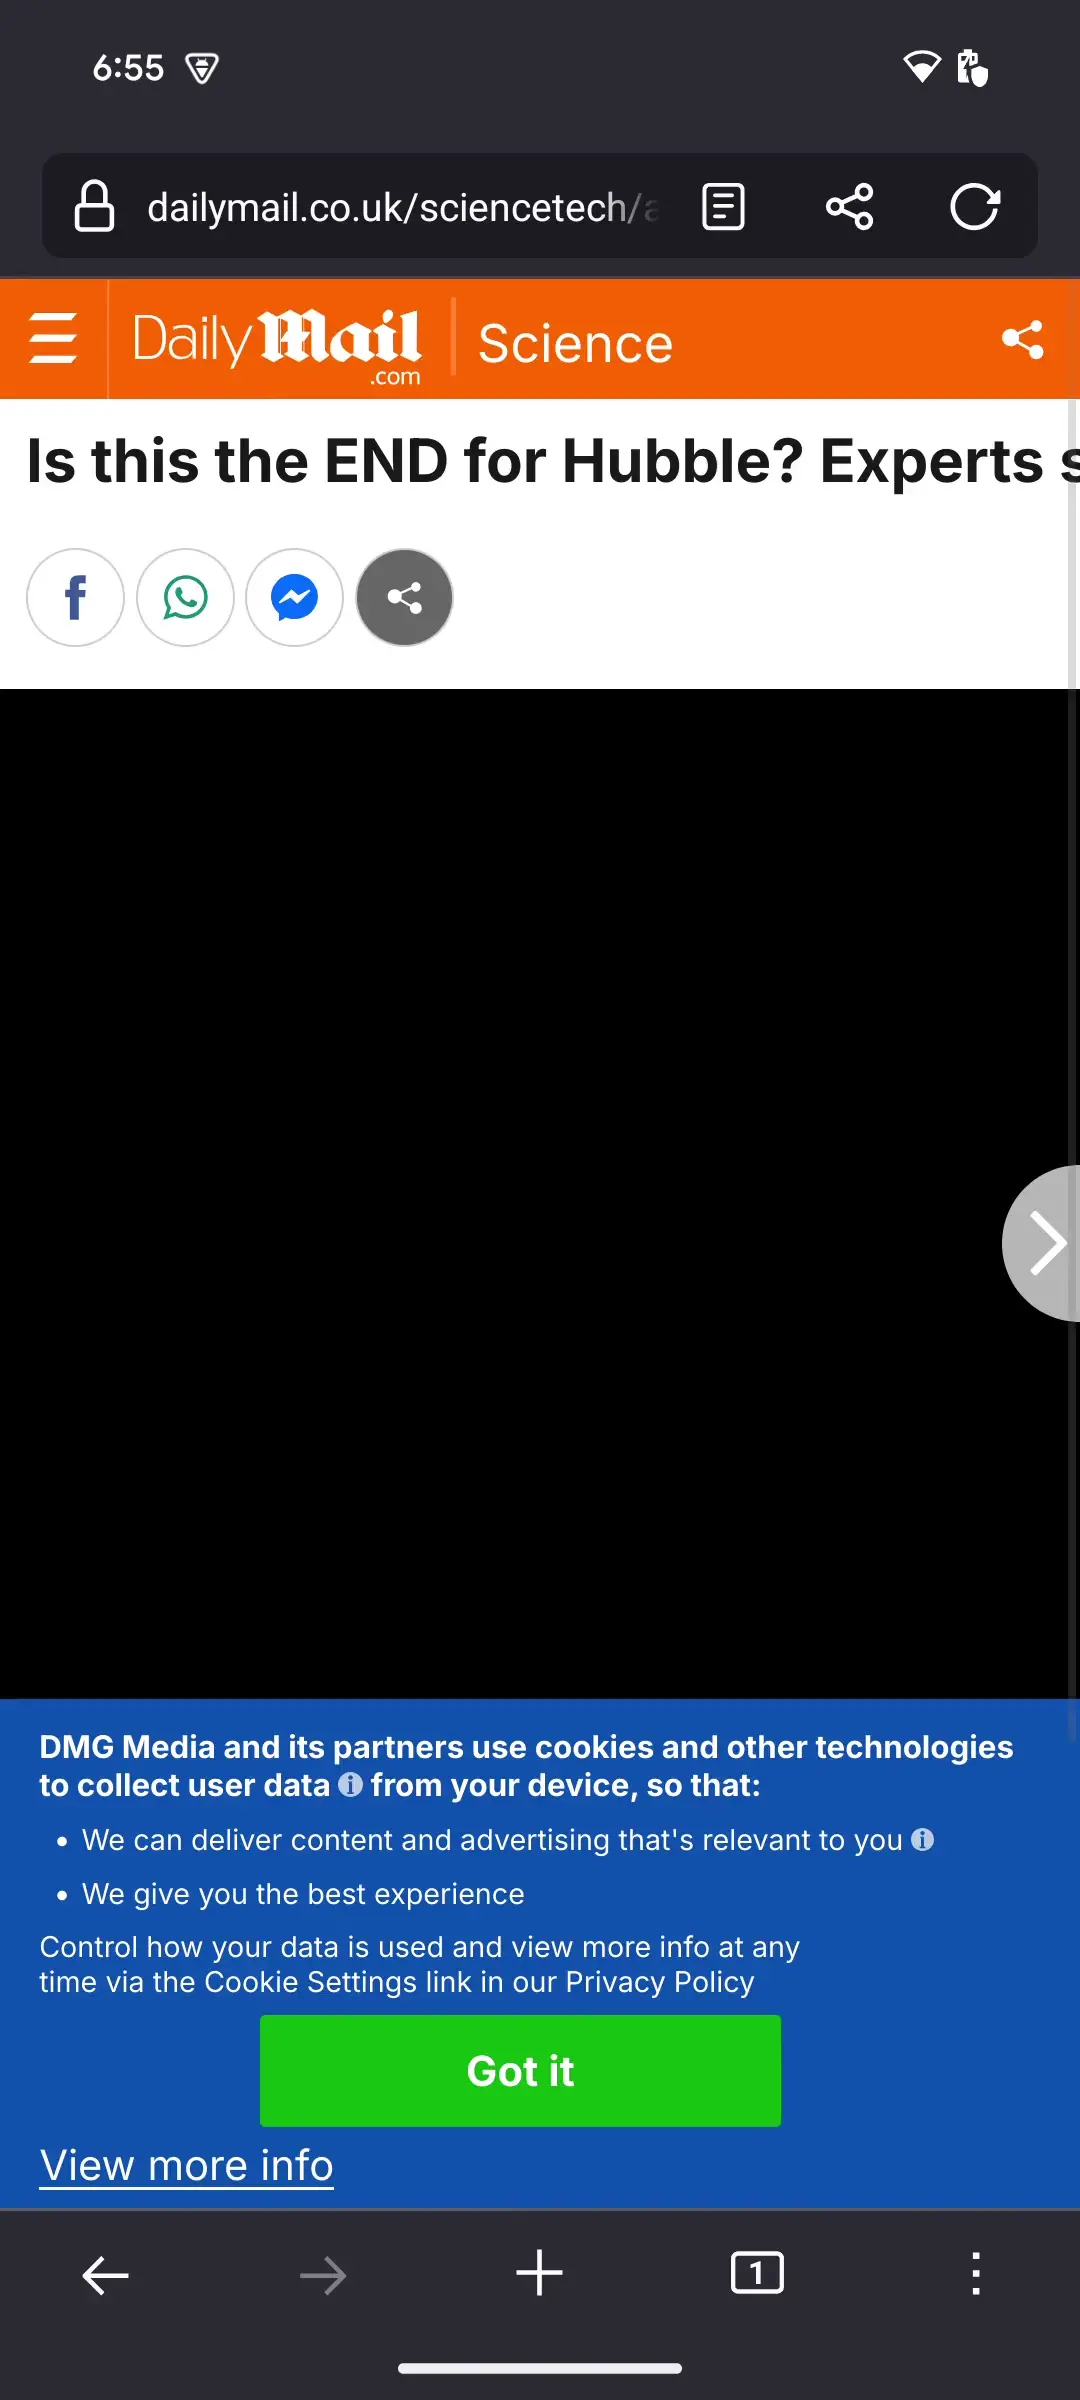 6:55
dailymail.co.uk/sciencetech/a
Daily Mail
.com
Science
Is this the END for Hubble? Experts s
DMG Media and its partners use cookies and other technologies
to collect user data from your device, so that:
• We can deliver content and advertising that's relevant to you
• We give you the best experience
Control how your data is used and view more info at any
time via the Cookie Settings link in our Privacy Policy
Got it
View more info
1